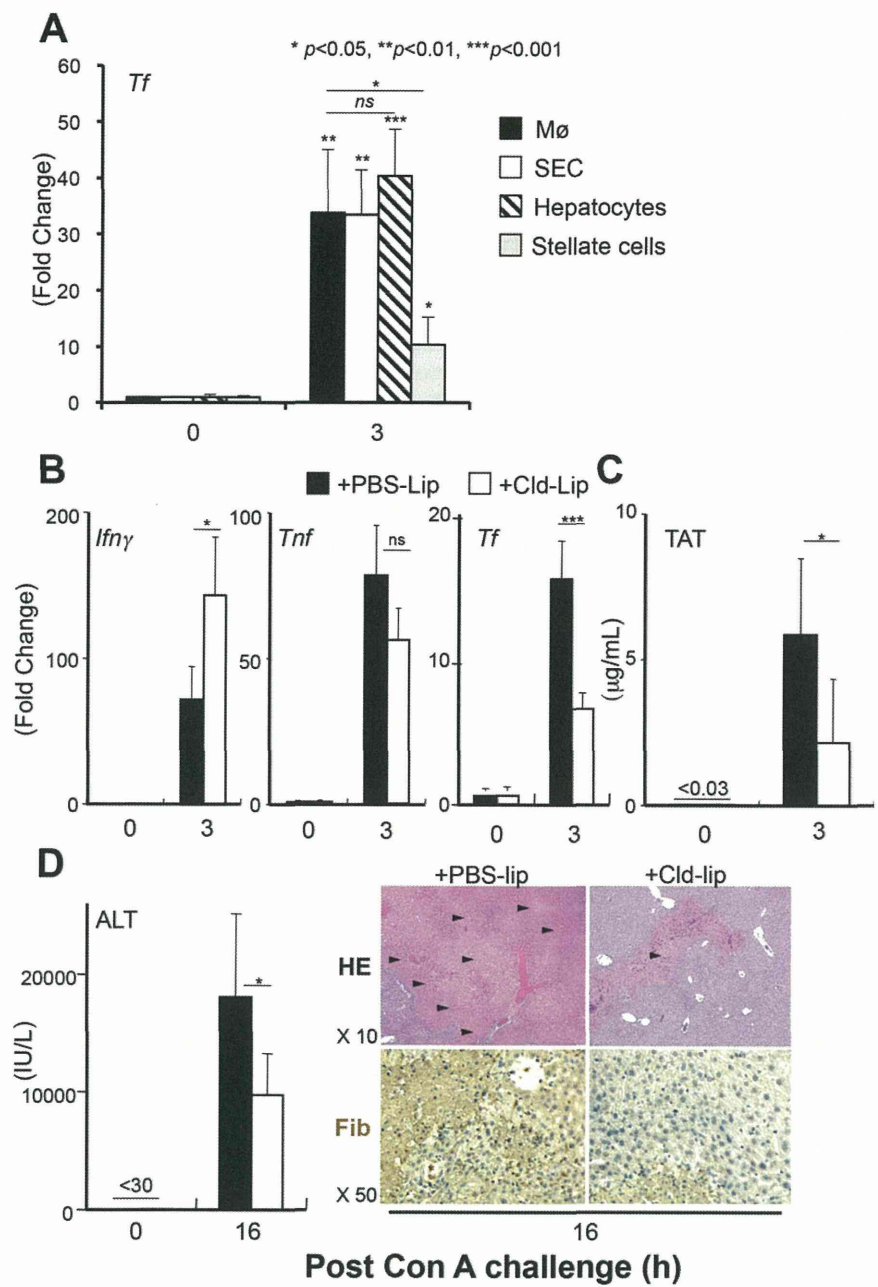 A
* p<0.05, **p<0.01, ***p<0.001
Tf
(Fold Change)
60
50
40
30
20
10
0
**
**
***
*
ns
*
0
3
Mø
SEC
Hepatocytes
Stellate cells
B
+PBS-Lip
+Cld-Lip
(Fold Change)
Ifnγ
200
100
0
*
0
3
Tnf
100
50
0
ns
0
3
Tf
20
10
0
***
0
3
C
TAT
(μg/mL)
10
5
0
<0.03
*
0
3
D
ALT
(IU/L)
20000
10000
0
<30
*
0
16
+PBS-lip
+Cld-lip
HE
X 10
Fib
X 50
16
Post Con A challenge (h)